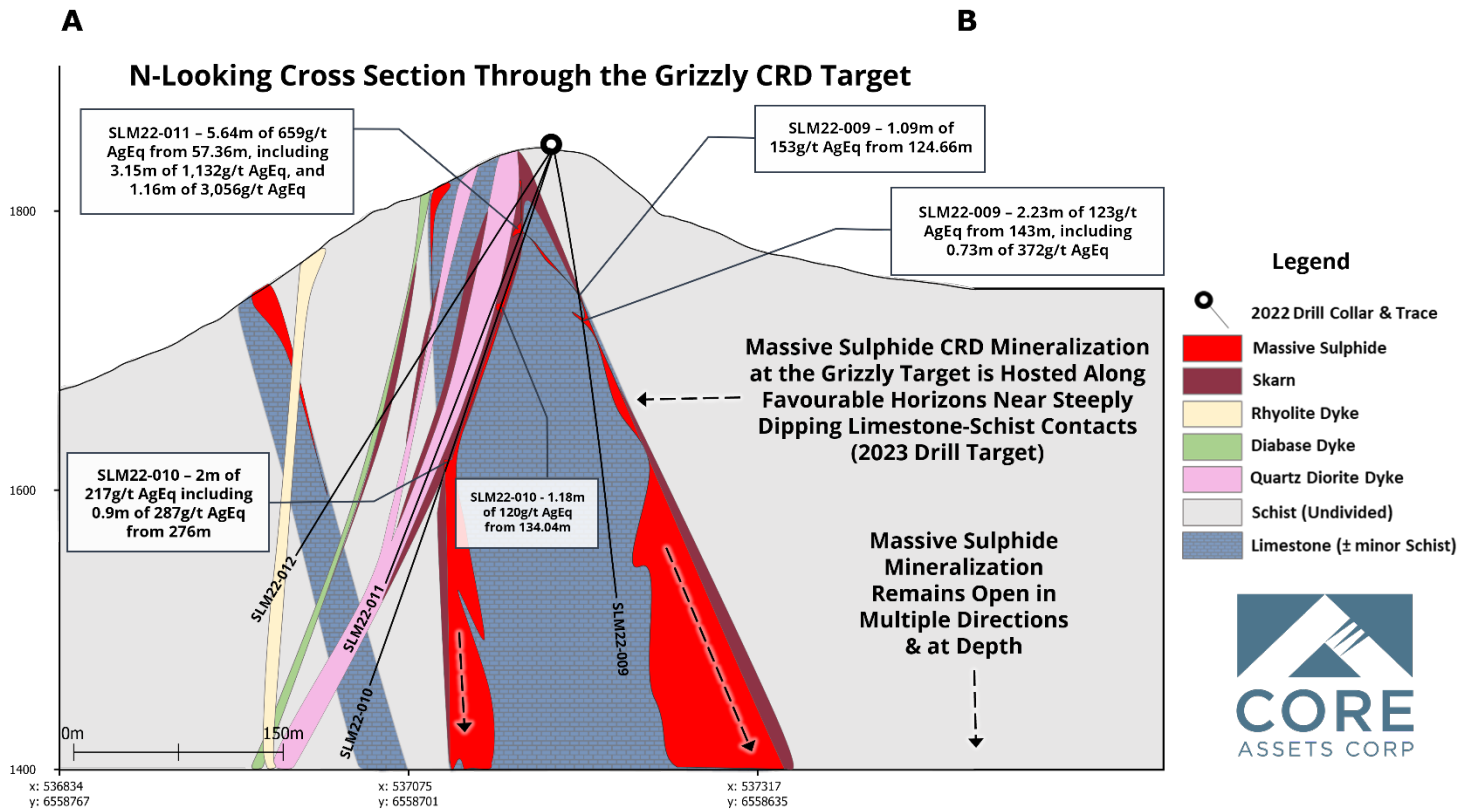 A
B
N-Looking Cross Section Through the Grizzly CRD Target
SLM22-011 – 5.64m of 659g/t
AgEq from 57.36m, including
3.15m of 1,132g/t AgEq, and
1.16m of 3,056g/t AgEq
SLM22-009 – 1.09m of
153g/t AgEq from 124.66m
SLM22-009 – 2.23m of 123g/t
AgEq from 143m, including
0.73m of 372g/t AgEq
1800
1600
1400
Massive Sulphide CRD Mineralization
at the Grizzly Target is Hosted Along
Favourable Horizons Near Steeply
Dipping Limestone-Schist Contacts
(2023 Drill Target)
SLM22-010 – 2m of
217g/t AgEq including
0.9m of 287g/t AgEq
from 276m
SLM22-010 - 1.18m
of 120g/t AgEq
from 134.04m
Massive Sulphide
Mineralization
Remains Open in
Multiple Directions
& at Depth
SLM22-012
SLM22-011
SLM22-010
SLM22-009
0m
150m
x: 536834
y: 6558767
x: 537075
y: 6558701
x: 537317
y: 6558635
Legend
2022 Drill Collar & Trace
Massive Sulphide
Skarn
Rhyolite Dyke
Diabase Dyke
Quartz Diorite Dyke
Schist (Undivided)
Limestone (± minor Schist)
CORE
ASSETS CORP